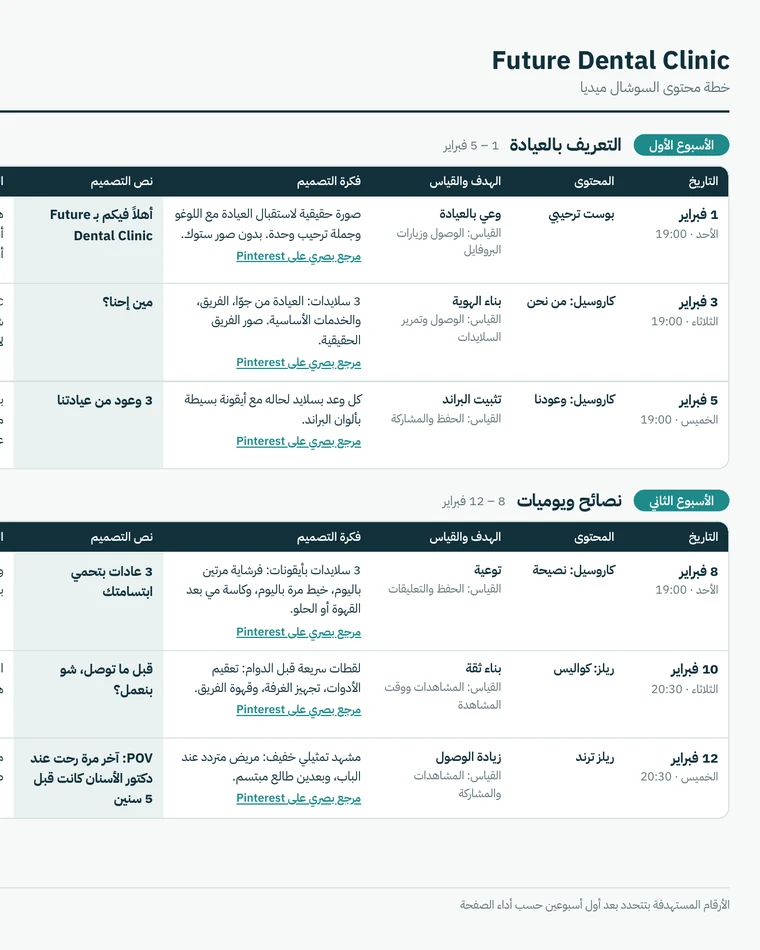 Future Dental Clinic
خطة محتوى السوشال ميديا
الأسبوع الأول التعريف بالعيادة 1 – 5 فبراير
التاريخ المحتوى الهدف والقياس فكرة التصميم نص التصميم
1 فبراير
الأحد · 19:00
بوست ترحيبي
وعي بالعيادة
القياس: الوصول وزيارات
البروفايل
صورة حقيقية لاستقبال العيادة مع اللوغو
وجملة ترحيب وحدة. بدون صور ستوك.
مرجع بصري على Pinterest
أهلاً فيكم بـ Future
Dental Clinic
3 فبراير
الثلاثاء · 19:00
كاروسيل: من نحن
بناء الهوية
القياس: الوصول وتمرير
السلايدات
3 سلايدات: العيادة من جوّا، الفريق،
والخدمات الأساسية. صور الفريق
الحقيقية.
مرجع بصري على Pinterest
مين إحنا؟
5 فبراير
الخميس · 19:00
كاروسيل: وعودنا
تثبيت البراند
القياس: الحفظ والمشاركة
كل وعد بسلايد لحاله مع أيقونة بسيطة
بألوان البراند.
مرجع بصري على Pinterest
3 وعود من عيادتنا
الأسبوع الثاني نصائح ويوميات 8 – 12 فبراير
التاريخ المحتوى الهدف والقياس فكرة التصميم نص التصميم
8 فبراير
الأحد · 19:00
كاروسيل: نصيحة
توعية
القياس: الحفظ والتعليقات
3 سلايدات بأيقونات: فرشاية مرتين
باليوم، خيط مرة باليوم، وكاسة مي بعد
القهوة أو الحلو.
مرجع بصري على Pinterest
3 عادات بتحمي
ابتسامتك
10 فبراير
الثلاثاء · 20:30
ريلز: كواليس
بناء ثقة
القياس: المشاهدات ووقت
المشاهدة
لقطات سريعة قبل الدوام: تعقيم
الأدوات، تجهيز الغرفة، وقهوة الفريق.
مرجع بصري على Pinterest
قبل ما توصل، شو
بنعمل؟
12 فبراير
الخميس · 20:30
ريلز ترند
زيادة الوصول
القياس: المشاهدات
والمشاركة
مشهد تمثيلي خفيف: مريض متردد عند
الباب، وبعدين طالع مبتسم.
مرجع بصري على Pinterest
POV: آخر مرة رحت عند
دكتور الأسنان كانت قبل
5 سنين
الأرقام المستهدفة بتتحدد بعد أول أسبوعين حسب أداء الصفحة